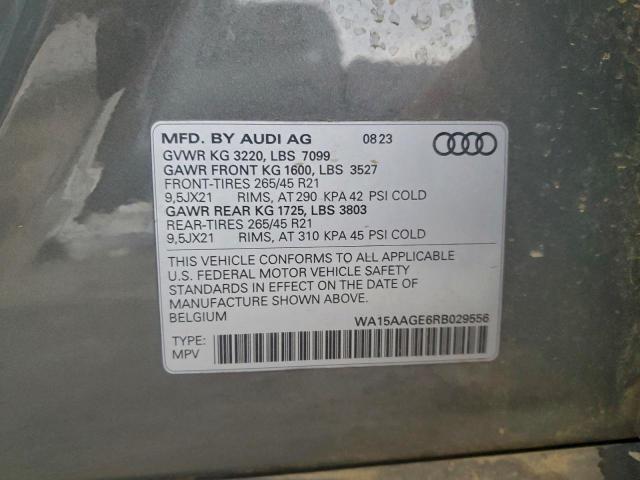 MFD. BY AUDI AG 0823
GVWR KG 3220, LBS 7099
GAWR FRONT KG 1600, LBS 3527
FRONT-TIRES 265/45 R21
9,5JX21 RIMS, AT 290 KPA 42 PSI COLD
GAWR REAR KG 1725, LBS 3803
REAR-TIRES 265/45 R21
9,5JX21 RIMS, AT 310 KPA 45 PSI COLD
THIS VEHICLE CONFORMS TO ALL APPLICABLE
U.S. FEDERAL MOTOR VEHICLE SAFETY
STANDARDS IN EFFECT ON THE DATE OF
MANUFACTURE SHOWN ABOVE.
BELGIUM WA15AAGE6RB029556
TYPE:
MPV